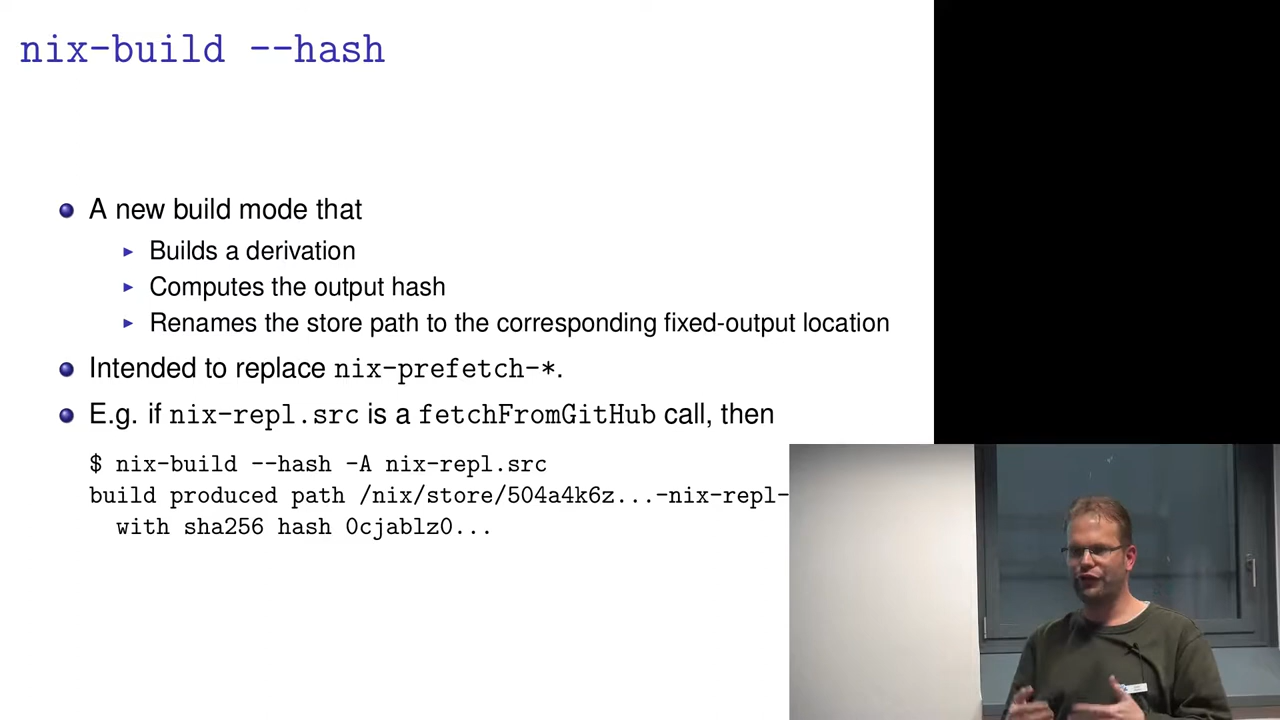 nix-build --hash
A new build mode that
Builds a derivation
Computes the output hash
Renames the store path to the corresponding fixed-output location
Intended to replace nix-prefetch-*.
E.g. if nix-repl.src is a fetchFromGitHub call, then
$ nix-build --hash -A nix-repl.src
build produced path /nix/store/504a4k6z...-nix-repl-
with sha256 hash 0cjablz0...